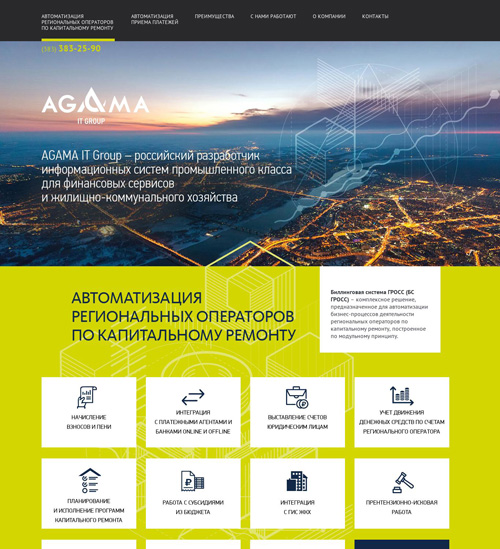 АВТОМАТИЗАЦИЯ
РЕГИОНАЛЬНЫХ ОПЕРАТОРОВ
ПО КАПИТАЛЬНОМУ РЕМОНТУ
АВТОМАТИЗАЦИЯ
ПРИЕМА ПЛАТЕЖЕЙ
ПРЕИМУЩЕСТВА
С НАМИ РАБОТАЮТ
О КОМПАНИИ
КОНТАКТЫ
(383) 383-25-90
AGAMA
IT GROUP
AGAMA IT Group – российский разработчик
информационных систем промышленного класса
для финансовых сервисов
и жилищно-коммунального хозяйства
АВТОМАТИЗАЦИЯ
РЕГИОНАЛЬНЫХ ОПЕРАТОРОВ
ПО КАПИТАЛЬНОМУ РЕМОНТУ
Биллинговая система ГРОСС (БС
ГРОСС) – комплексное решение,
предназначенное для автоматизации
бизнес-процессов деятельности
региональных операторов по
капитальному ремонту, построенное
по модульному принципу.
НАЧИСЛЕНИЕ
ВЗНОСОВ И ПЕНИ
ИНТЕГРАЦИЯ
С ПЛАТЕЖНЫМИ АГЕНТАМИ И
БАНКАМИ ONLINE И OFFLINE
ВЫСТАВЛЕНИЕ СЧЕТОВ
ЮРИДИЧЕСКИМ ЛИЦАМ
УЧЕТ ДВИЖЕНИЯ
ДЕНЕЖНЫХ СРЕДСТВ ПО СЧЕТАМ
РЕГИОНАЛЬНОГО ОПЕРАТОРА
ПЛАНИРОВАНИЕ
И ИСПОЛНЕНИЕ ПРОГРАММ
КАПИТАЛЬНОГО РЕМОНТА
РАБОТА С СУБСИДИЯМИ
ИЗ БЮДЖЕТА
ИНТЕГРАЦИЯ
С ГИС ЖКХ
ПРЕНТЕНЗИОННО-ИСКОВАЯ
РАБОТА